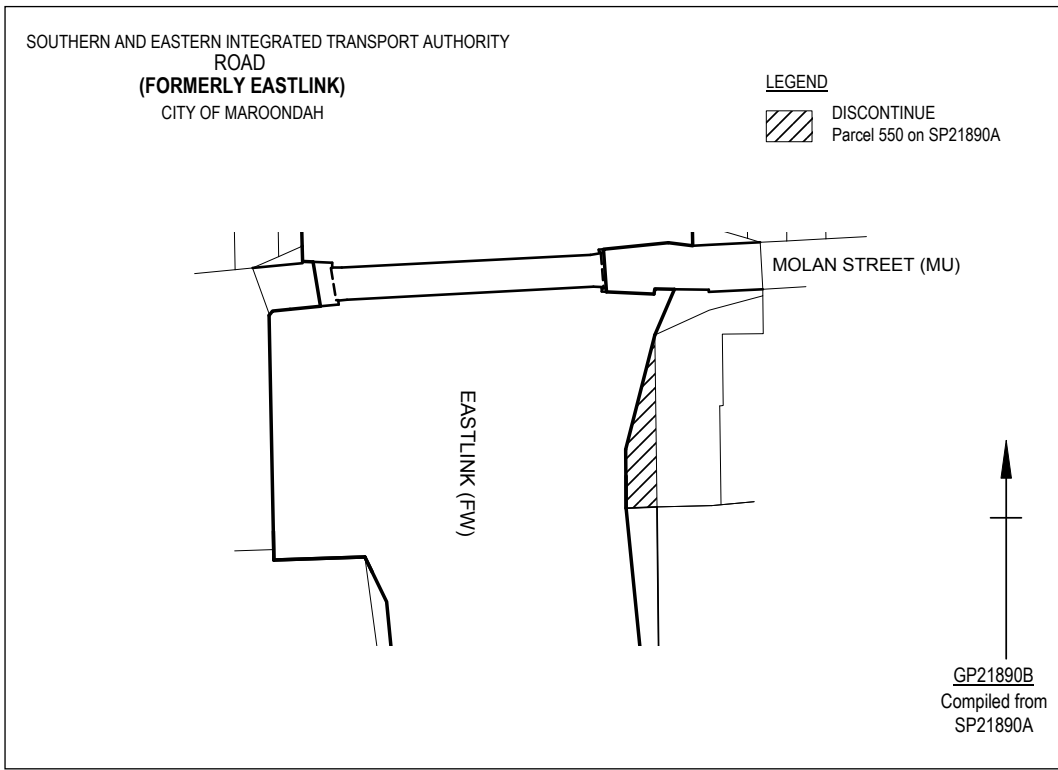 SOUTHERN AND EASTERN INTEGRATED TRANSPORT AUTHORITY
ROAD
(FORMERLY EASTLINK)
CITY OF MAROONDAH
LEGEND
DISCONTINUE
Parcel 550 on SP21890A
MOLAN STREET (MU)
EASTLINK (FW)
GP21890B
Compiled from
SP21890A